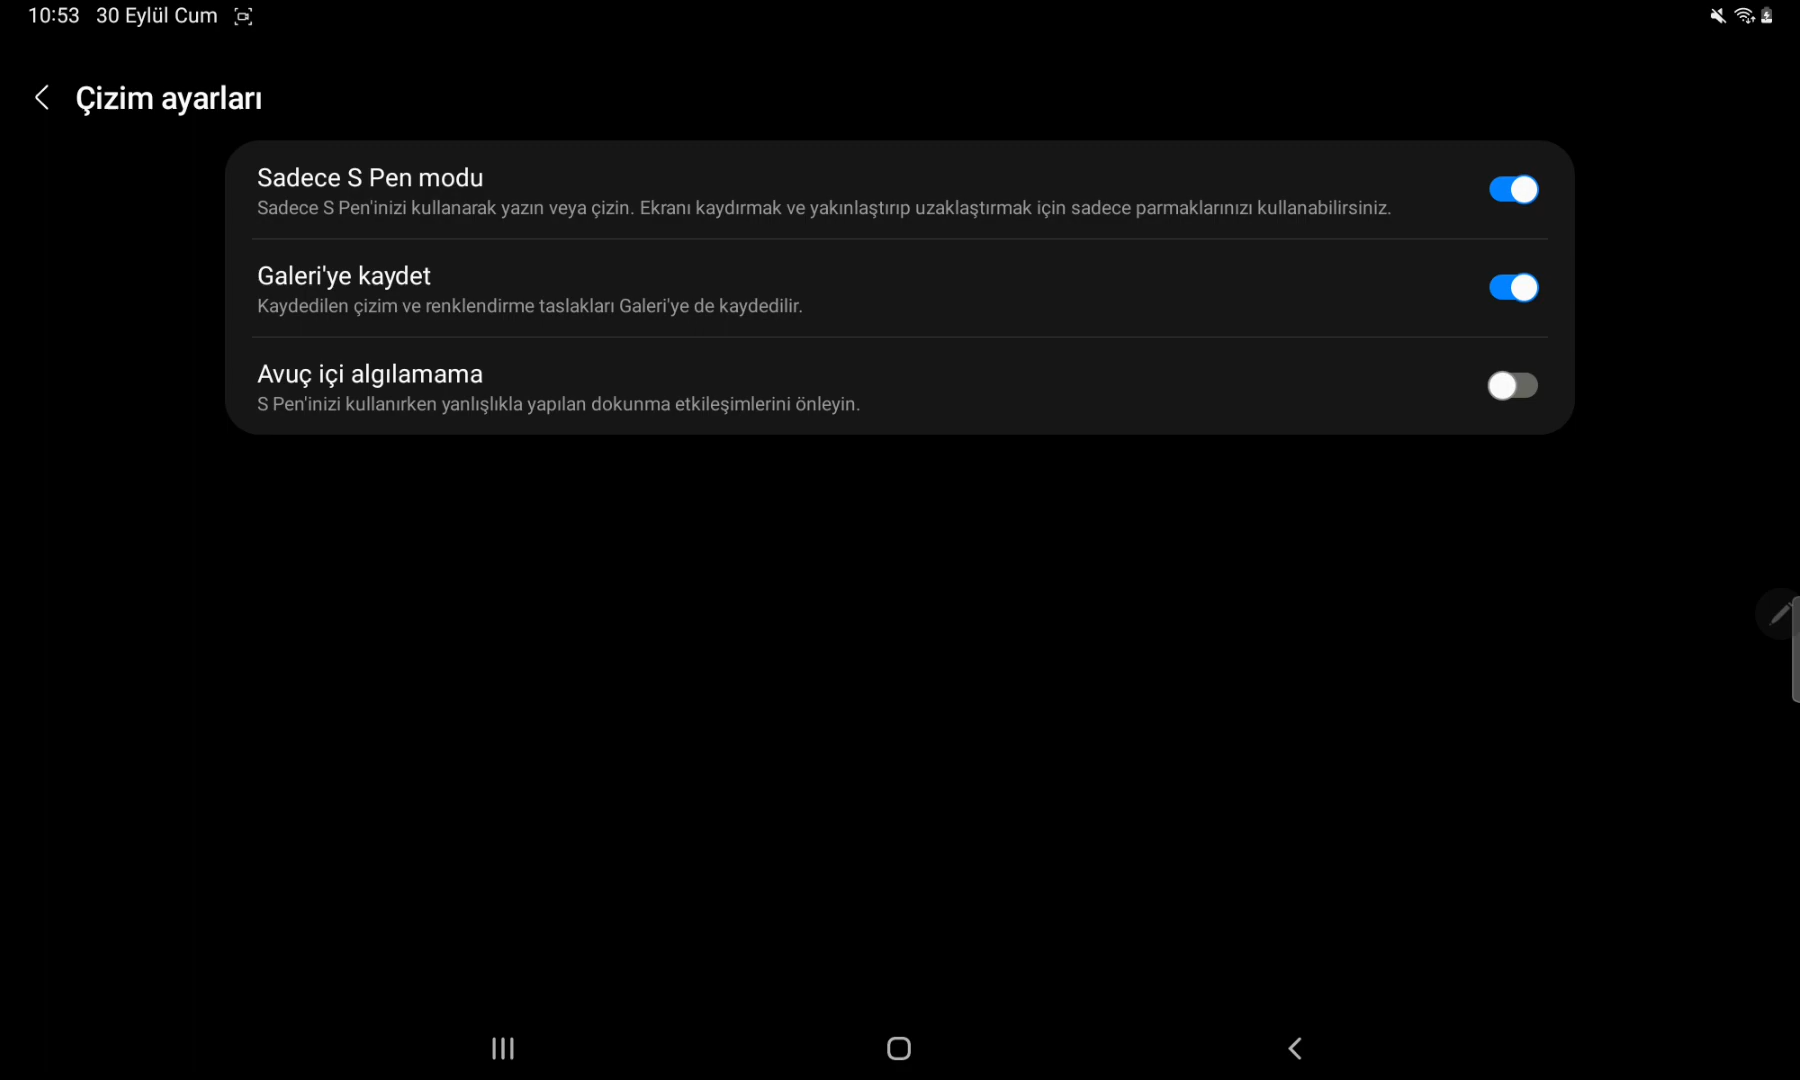 10:53 30 Eylül Cum
Çizim ayarları
Sadece S Pen modu
Sadece S Pen'inizi kullanarak yazın veya çizin. Ekranı kaydırmak ve yakınlaştırıp uzaklaştırmak için sadece parmaklarınızı kullanabilirsiniz.
Galeri'ye kaydet
Kaydedilen çizim ve renklendirme taslakları Galeri'ye de kaydedilir.
Avuç içi algılamama
S Pen'inizi kullanırken yanlışlıkla yapılan dokunma etkileşimlerini önleyin.